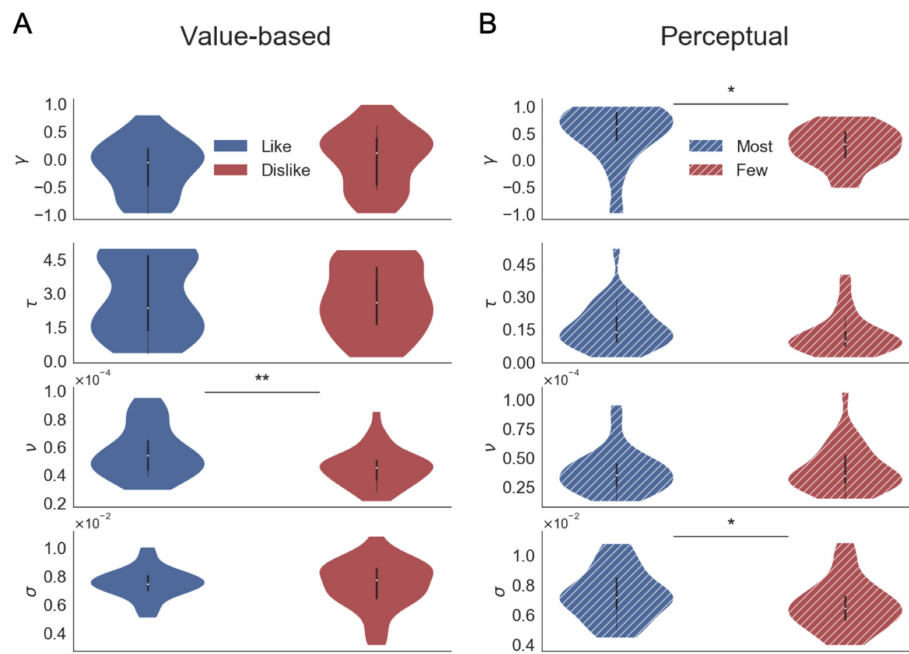 A
Value-based
B
Perceptual
γ
1.0
0.5
0.0
−0.5
−1.0
Like
Dislike
γ
1.0
0.5
0.0
−0.5
−1.0
*
Most
Few
τ
4.5
3.0
1.5
0.0
τ
0.45
0.30
0.15
0.00
×10⁻⁴
ν
1.0
0.8
0.6
0.4
0.2
**
×10⁻⁴
ν
1.00
0.75
0.50
0.25
×10⁻²
σ
1.0
0.8
0.6
0.4
×10⁻²
σ
1.0
0.8
0.6
0.4
*